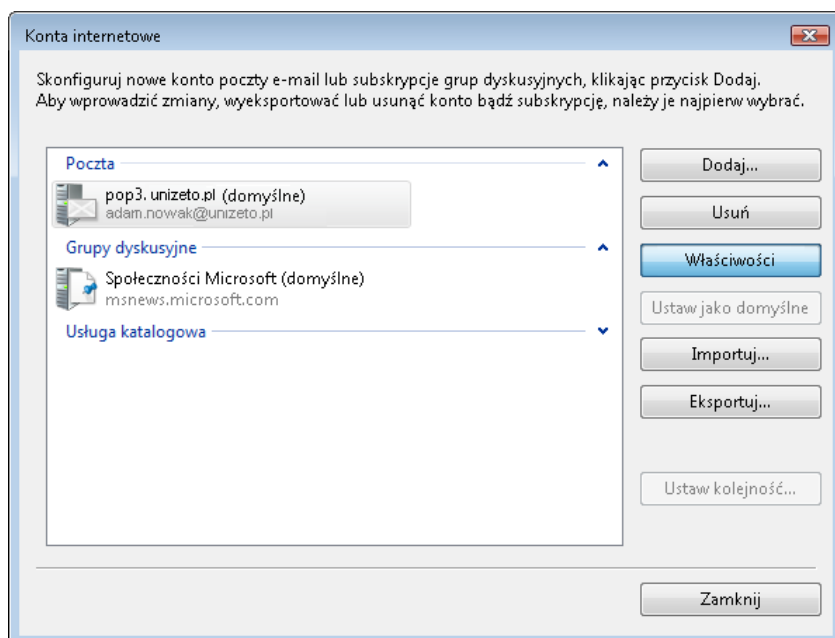 Konta internetowe
Skonfiguruj nowe konto poczty e-mail lub subskrypcje grup dyskusyjnych, klikając przycisk Dodaj.
Aby wprowadzić zmiany, wyeksportować lub usunąć konto bądź subskrypcję, należy je najpierw wybrać.
Poczta
pop3. unizeto.pl (domyślne)
adam.nowak@unizeto.pl
Grupy dyskusyjne
Społeczności Microsoft (domyślne)
msnews.microsoft.com
Usługa katalogowa
Dodaj...
Usuń
Właściwości
Ustaw jako domyślne
Importuj...
Eksportuj...
Ustaw kolejność...
Zamknij